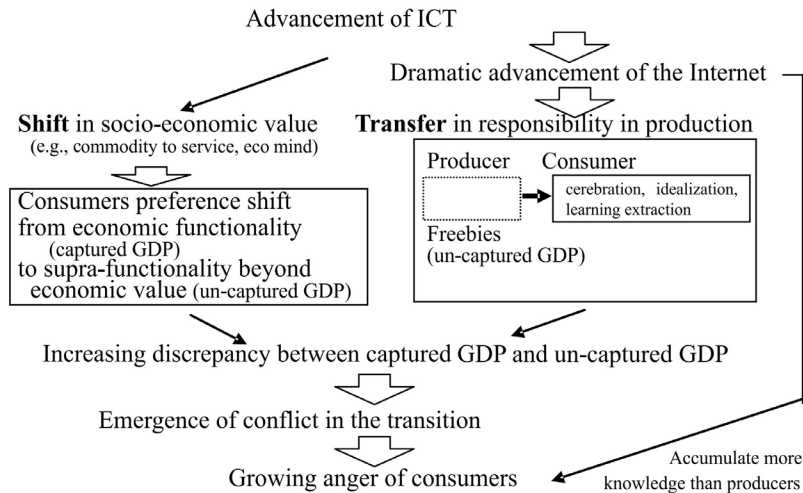 Advancement of ICT
Dramatic advancement of the Internet
Shift in socio-economic value
(e.g., commodity to service, eco mind)
Transfer in responsibility in production
Consumers preference shift
from economic functionality
(captured GDP)
to supra-functionality beyond
economic value (un-captured GDP)
Producer
Consumer
cerebration, idealization,
learning extraction
Freebies
(un-captured GDP)
Increasing discrepancy between captured GDP and un-captured GDP
Emergence of conflict in the transition
Growing anger of consumers
Accumulate more
knowledge than producers